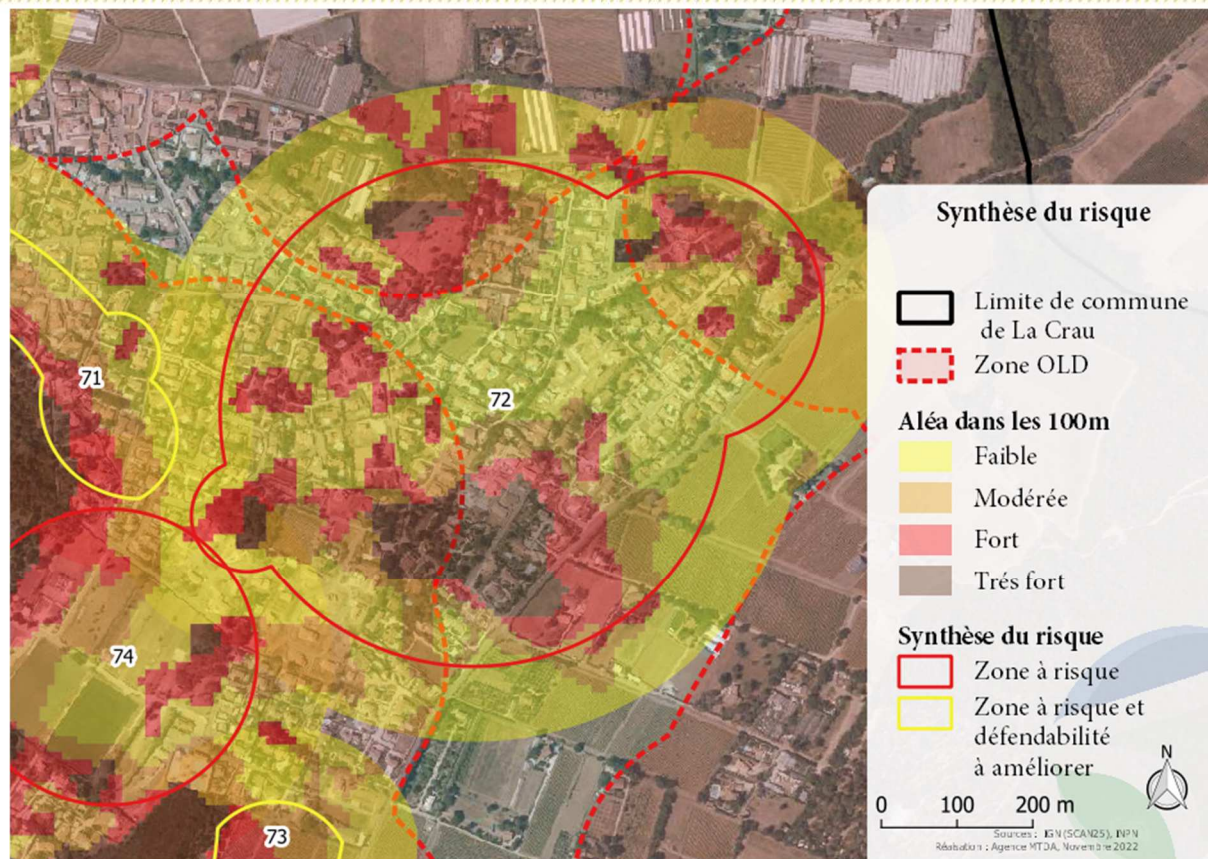 71
72
74
73
Synthèse du risque
Limite de commune
de La Crau
Zone OLD
Aléa dans les 100m
Faible
Modérée
Fort
Trés fort
Synthèse du risque
Zone à risque
Zone à risque et
défendabilité
à améliorer
N
0 100 200 m
Sources : IGN (SCAN25), INPN
Réalisation : Agence MTDA, Novembre 2022